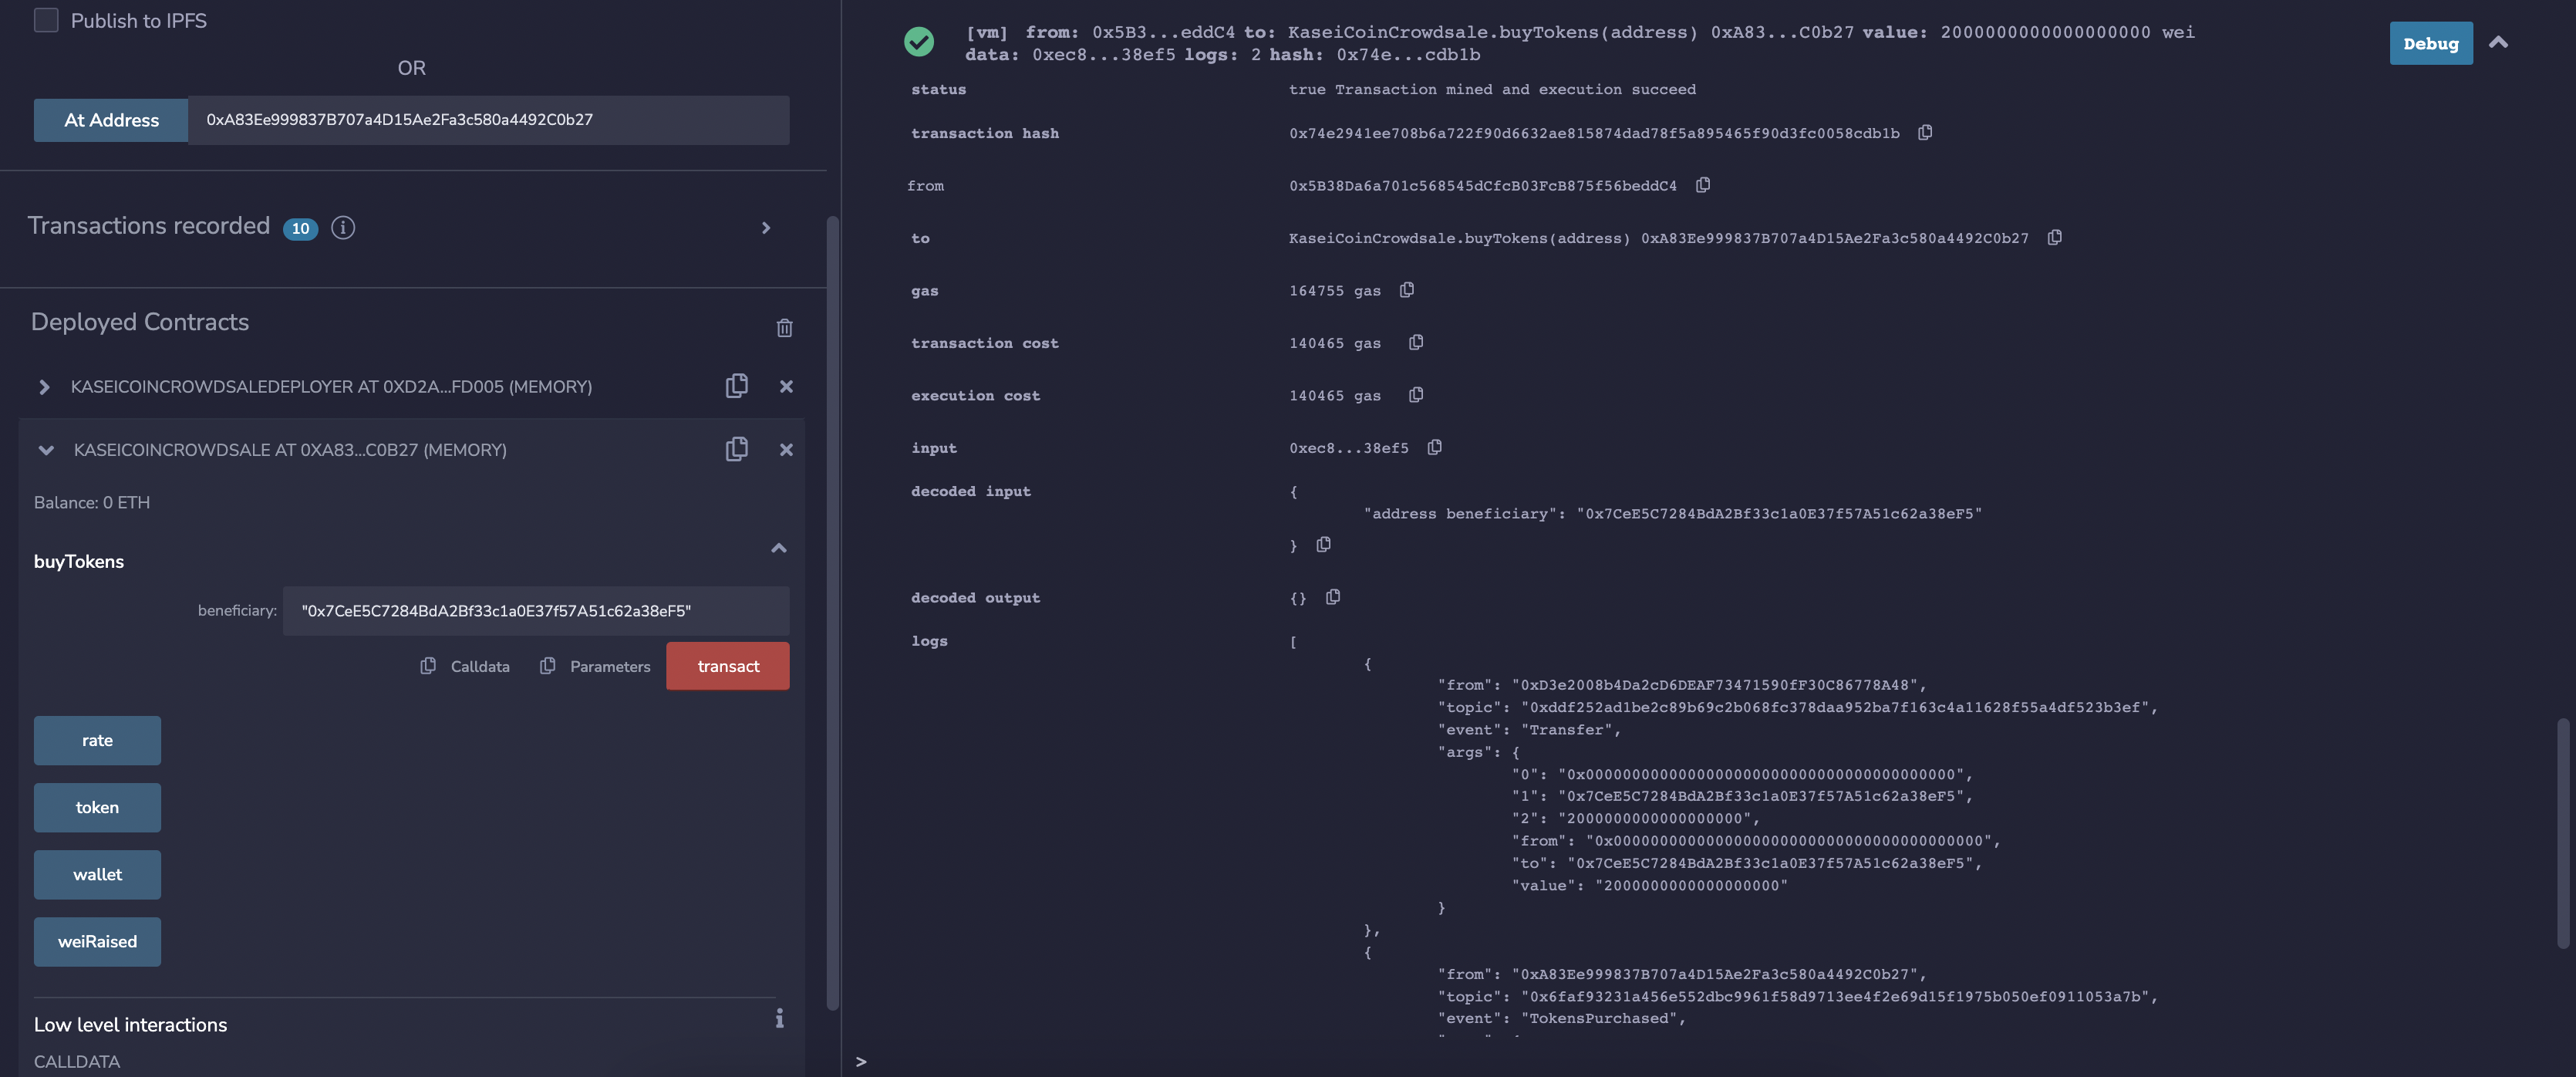 Publish to IPFS
OR
At Address 0xA83Ee999837B707a4D15Ae2Fa3c580a4492C0b27
Transactions recorded 10
Deployed Contracts
KASEICOINCROWDSALEDEPLOYER AT 0XD2A...FD005 (MEMORY)
KASEICOINCROWDSALE AT 0XA83...C0B27 (MEMORY)
Balance: 0 ETH
buyTokens
beneficiary: "0x7CeE5C7284BdA2Bf33c1a0E37f57A51c62a38eF5"
Calldata Parameters transact
rate
token
wallet
weiRaised
Low level interactions
CALLDATA
[vm] from: 0x5B3...eddC4 to: KaseiCoinCrowdsale.buyTokens(address) 0xA83...C0b27 value: 2000000000000000000 wei
data: 0xec8...38ef5 logs: 2 hash: 0x74e...cdb1b
Debug
status true Transaction mined and execution succeed
transaction hash 0x74e2941ee708b6a722f90d6632ae815874dad78f5a895465f90d3fc0058cdb1b
from 0x5B38Da6a701c568545dCfcB03FcB875f56beddC4
to KaseiCoinCrowdsale.buyTokens(address) 0xA83Ee999837B707a4D15Ae2Fa3c580a4492C0b27
gas 164755 gas
transaction cost 140465 gas
execution cost 140465 gas
input 0xec8...38ef5
decoded input {
"address beneficiary": "0x7CeE5C7284BdA2Bf33c1a0E37f57A51c62a38eF5"
}
decoded output {}
logs [
{
"from": "0xD3e2008b4Da2cD6DEAF73471590fF30C86778A48",
"topic": "0xddf252ad1be2c89b69c2b068fc378daa952ba7f163c4a11628f55a4df523b3ef",
"event": "Transfer",
"args": {
"0": "0x0000000000000000000000000000000000000000",
"1": "0x7CeE5C7284BdA2Bf33c1a0E37f57A51c62a38eF5",
"2": "2000000000000000000",
"from": "0x0000000000000000000000000000000000000000",
"to": "0x7CeE5C7284BdA2Bf33c1a0E37f57A51c62a38eF5",
"value": "2000000000000000000"
}
},
{
"from": "0xA83Ee999837B707a4D15Ae2Fa3c580a4492C0b27",
"topic": "0x6faf93231a456e552dbc9961f58d9713ee4f2e69d15f1975b050ef0911053a7b",
"event": "TokensPurchased",
>